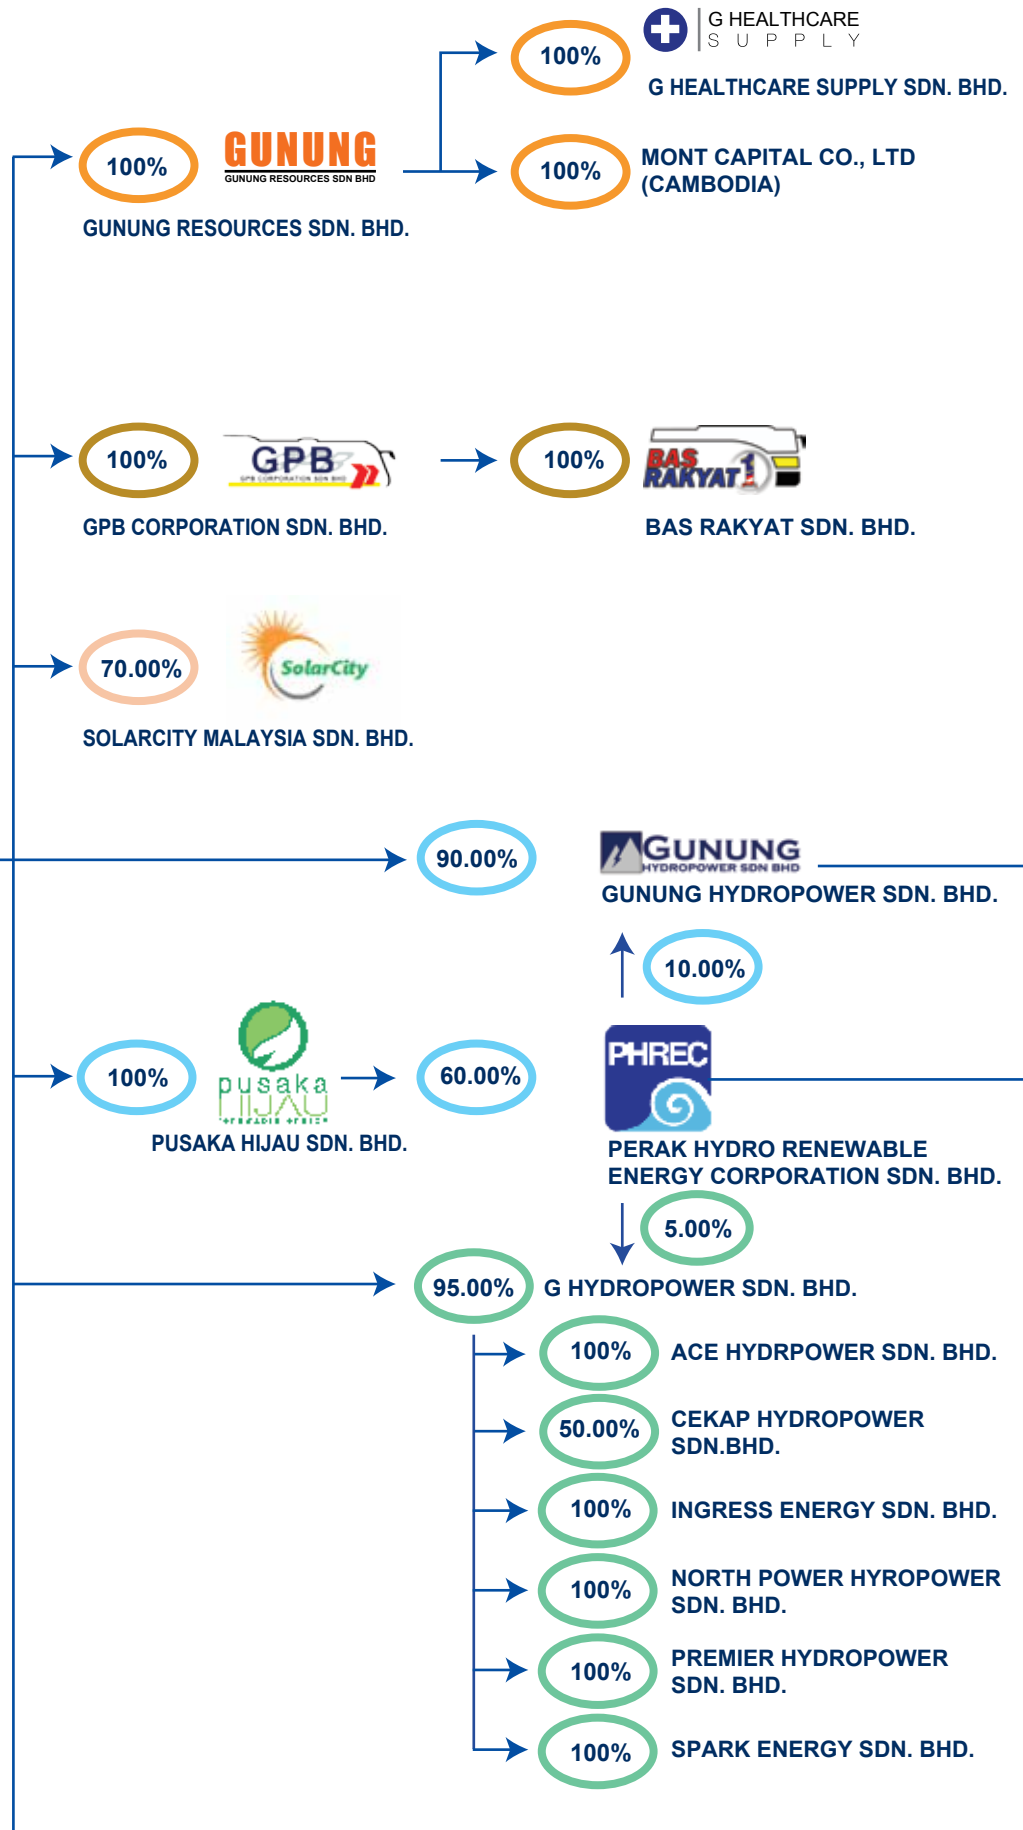 G HEALTHCARE
SUPPLY
100%
G HEALTHCARE SUPPLY SDN. BHD.
100%
GUNUNG
GUNUNG RESOURCES SDN BHD
100%
MONT CAPITAL CO., LTD
(CAMBODIA)
GUNUNG RESOURCES SDN. BHD.
100%
GPB
GPB CORPORATION SDN BHD
100%
BAS
RAKYAT 1
GPB CORPORATION SDN. BHD.
BAS RAKYAT SDN. BHD.
70.00%
SolarCity
SOLARCITY MALAYSIA SDN. BHD.
90.00%
GUNUNG
HYDROPOWER SDN BHD
GUNUNG HYDROPOWER SDN. BHD.
10.00%
100%
pusaka
HIJAU
60.00%
PHREC
PUSAKA HIJAU SDN. BHD.
PERAK HYDRO RENEWABLE
ENERGY CORPORATION SDN. BHD.
5.00%
95.00%
G HYDROPOWER SDN. BHD.
100%
ACE HYDRPOWER SDN. BHD.
50.00%
CEKAP HYDROPOWER
SDN.BHD.
100%
INGRESS ENERGY SDN. BHD.
100%
NORTH POWER HYROPOWER
SDN. BHD.
100%
PREMIER HYDROPOWER
SDN. BHD.
100%
SPARK ENERGY SDN. BHD.